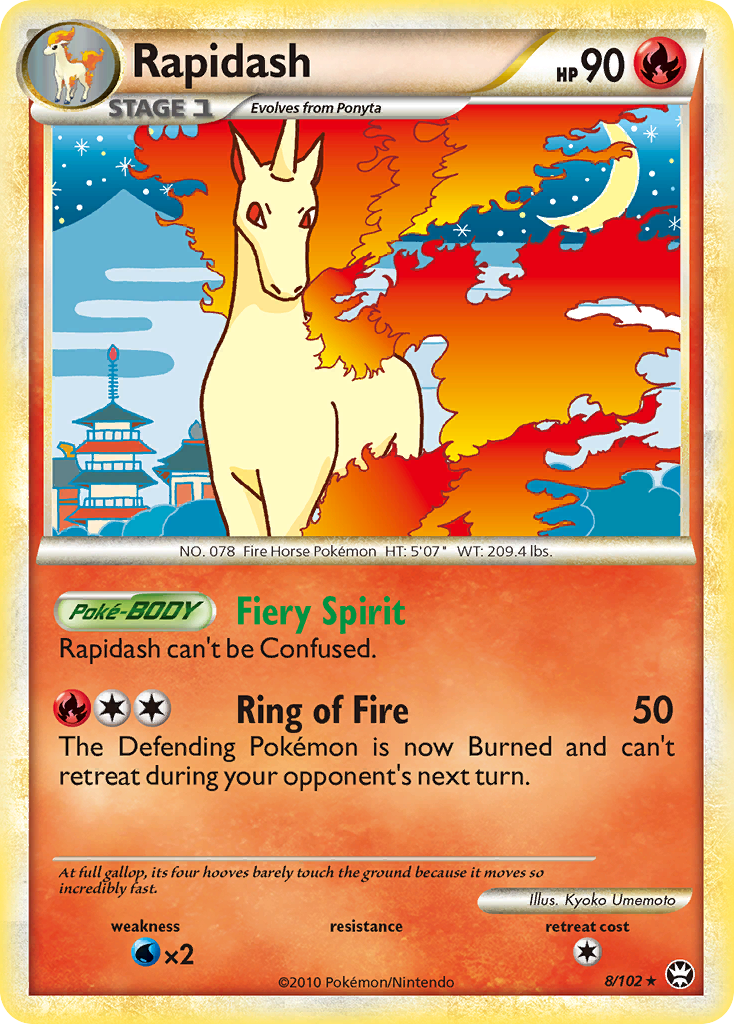 Rapidash
HP 90
STAGE 1
Evolves from Ponyta
NO. 078 Fire Horse Pokémon HT: 5'07" WT: 209.4 lbs.
Poké-BODY Fiery Spirit
Rapidash can't be Confused.
Ring of Fire 50
The Defending Pokémon is now Burned and can't
retreat during your opponent's next turn.
At full gallop, its four hooves barely touch the ground because it moves so
incredibly fast.
Illus. Kyoko Umemoto
weakness resistance retreat cost
×2
©2010 Pokémon/Nintendo 8/102 ★